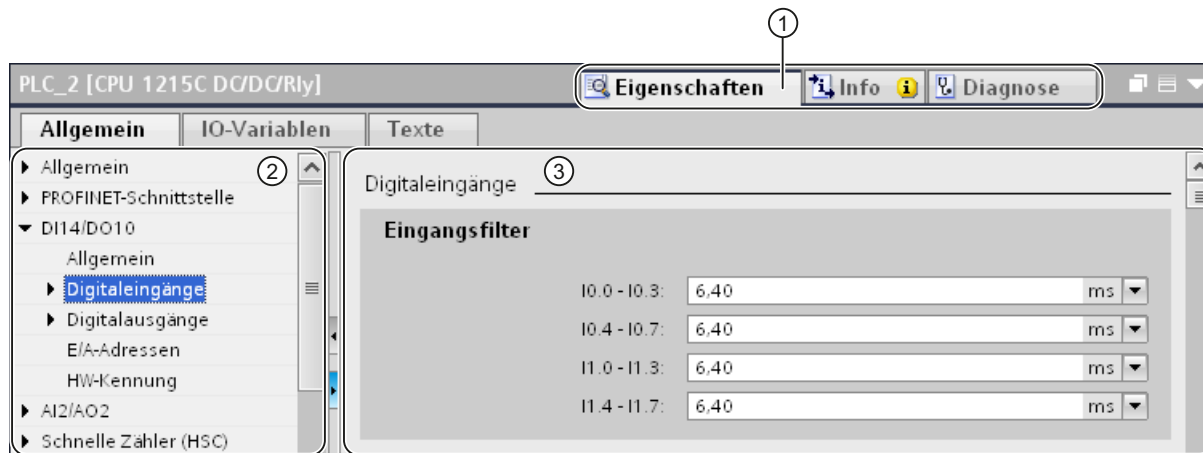 1
PLC_2 [CPU 1215C DC/DC/Rly]
Eigenschaften
Info
Diagnose
Allgemein
IO-Variablen
Texte
2
Allgemein
PROFINET-Schnittstelle
DI14/DO10
Allgemein
Digitaleingänge
Digitalausgänge
E/A-Adressen
HW-Kennung
AI2/AO2
Schnelle Zähler (HSC)
3
Digitaleingänge
Eingangsfilter
I0.0 - I0.3: 6,40 ms
I0.4 - I0.7: 6,40 ms
I1.0 - I1.3: 6,40 ms
I1.4 - I1.7: 6,40 ms